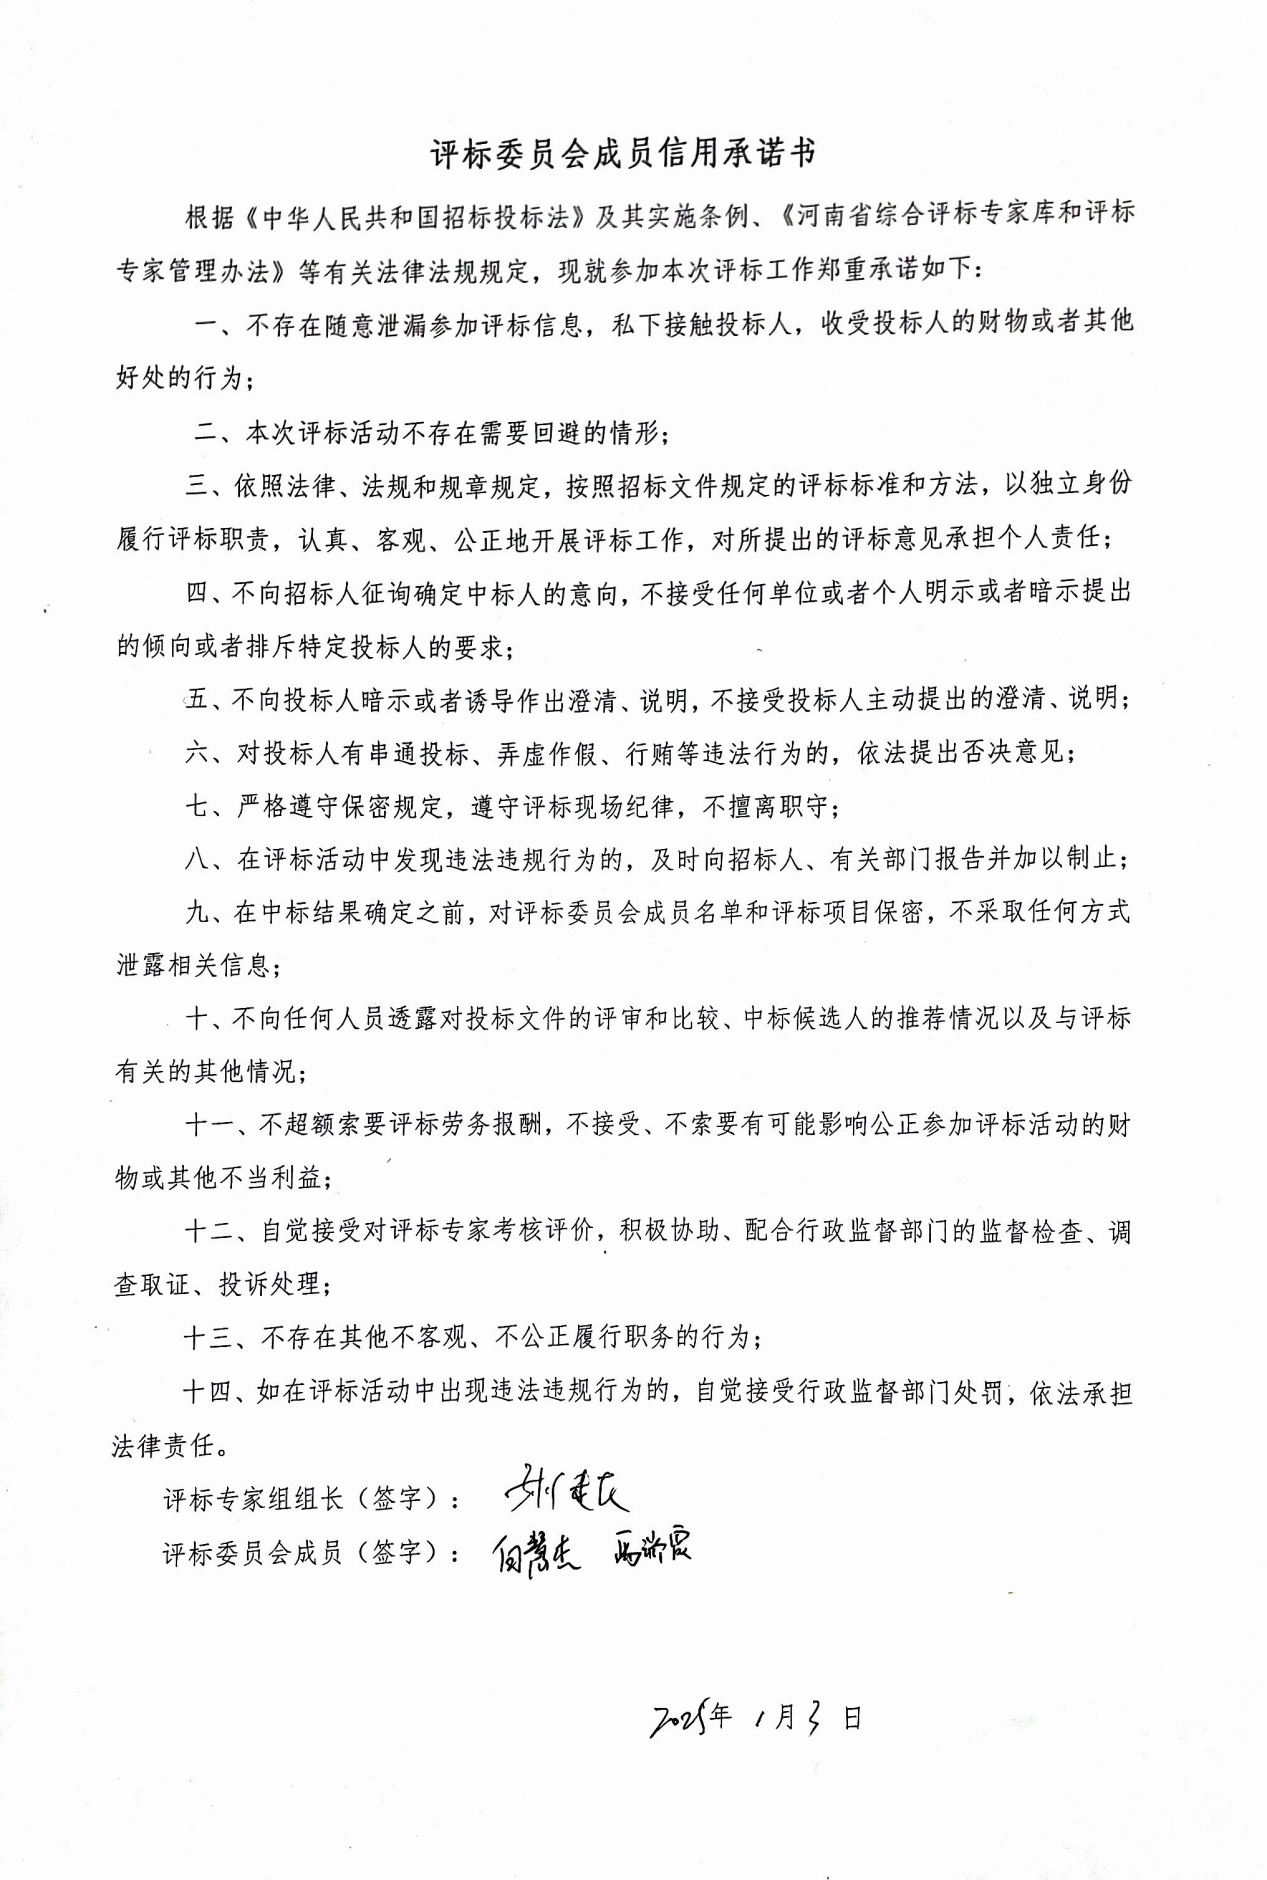 评标委员会成员信用承诺书
根据《中华人民共和国招标投标法》及其实施条例、《河南省综合评标专家库和评标
专家管理办法》等有关法律法规规定，现就参加本次评标工作郑重承诺如下：
一、不存在随意泄漏参加评标信息，私下接触投标人，收受投标人的财物或者其他
好处的行为；
二、本次评标活动不存在需要回避的情形；
三、依照法律、法规和规章规定，按照招标文件规定的评标标准和方法，以独立身份
履行评标职责，认真、客观、公正地开展评标工作，对所提出的评标意见承担个人责任；
四、不向招标人征询确定中标人的意向，不接受任何单位或者个人明示或者暗示提出
的倾向或者排斥特定投标人的要求；
五、不向投标人暗示或者诱导作出澄清、说明，不接受投标人主动提出的澄清、说明；
六、对投标人有串通投标、弄虚作假、行贿等违法行为的，依法提出否决意见；
七、严格遵守保密规定，遵守评标现场纪律，不擅离职守；
八、在评标活动中发现违法违规行为的，及时向招标人、有关部门报告并加以制止；
九、在中标结果确定之前，对评标委员会成员名单和评标项目保密，不采取任何方式
泄露相关信息；
十、不向任何人员透露对投标文件的评审和比较、中标候选人的推荐情况以及与评标
有关的其他情况；
十一、不超额索要评标劳务报酬，不接受、不索要有可能影响公正参加评标活动的财
物或其他不当利益；
十二、自觉接受对评标专家考核评价，积极协助、配合行政监督部门的监督检查、调
查取证、投诉处理；
十三、不存在其他不客观、不公正履行职务的行为；
十四、如在评标活动中出现违法违规行为的，自觉接受行政监督部门处罚，依法承担
法律责任。
评标专家组组长（签字）：
评标委员会成员（签字）：
2025年 1月3日